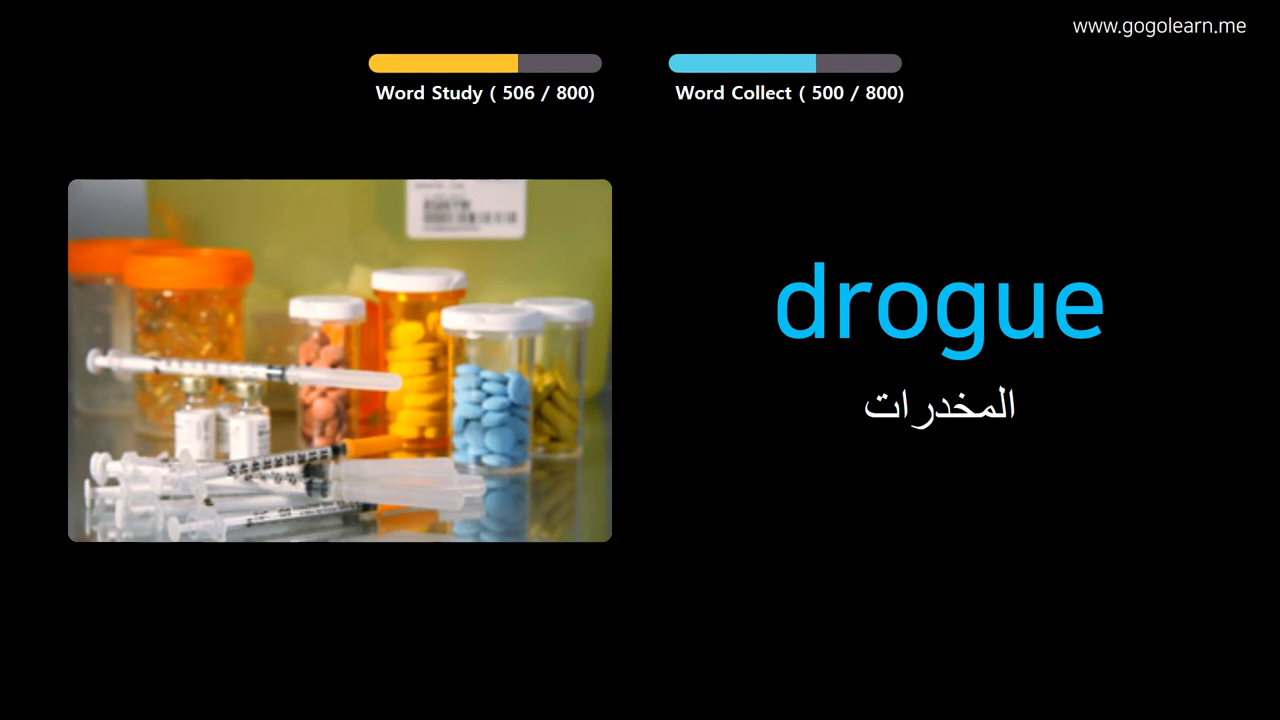 www.gogolearn.me
Word Study ( 506 / 800)
Word Collect ( 500 / 800)
drogue
المخدرات